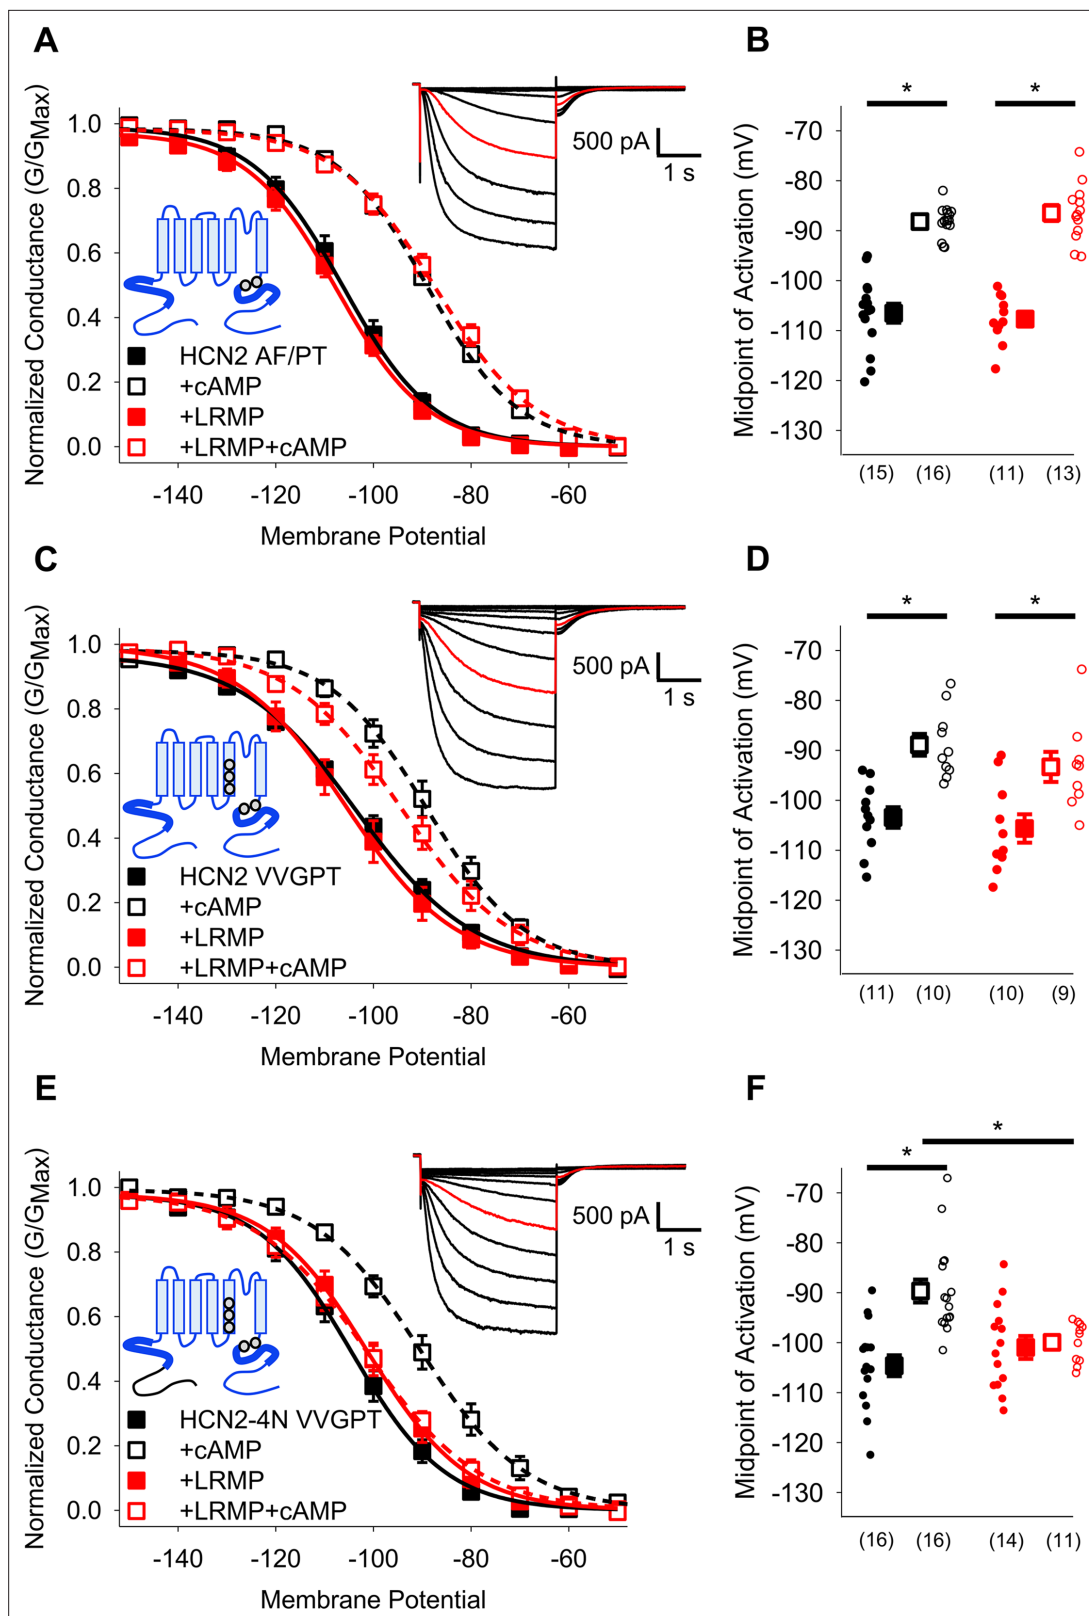 A
B
Normalized Conductance (G/GMax)
1.0
0.8
0.6
0.4
0.2
0.0
500 pA
1 s
HCN2 AF/PT
+cAMP
+LRMP
+LRMP+cAMP
-140 -120 -100 -80 -60
Membrane Potential
Midpoint of Activation (mV)
* *
-70
-80
-90
-100
-110
-120
-130
(15) (16) (11) (13)
C
D
Normalized Conductance (G/GMax)
1.0
0.8
0.6
0.4
0.2
0.0
500 pA
1 s
HCN2 VVGPT
+cAMP
+LRMP
+LRMP+cAMP
-140 -120 -100 -80 -60
Membrane Potential
Midpoint of Activation (mV)
* *
-70
-80
-90
-100
-110
-120
-130
(11) (10) (10) (9)
E
F
Normalized Conductance (G/GMax)
1.0
0.8
0.6
0.4
0.2
0.0
500 pA
1 s
HCN2-4N VVGPT
+cAMP
+LRMP
+LRMP+cAMP
-140 -120 -100 -80 -60
Membrane Potential
Midpoint of Activation (mV)
*
*
-70
-80
-90
-100
-110
-120
-130
(16) (16) (14) (11)